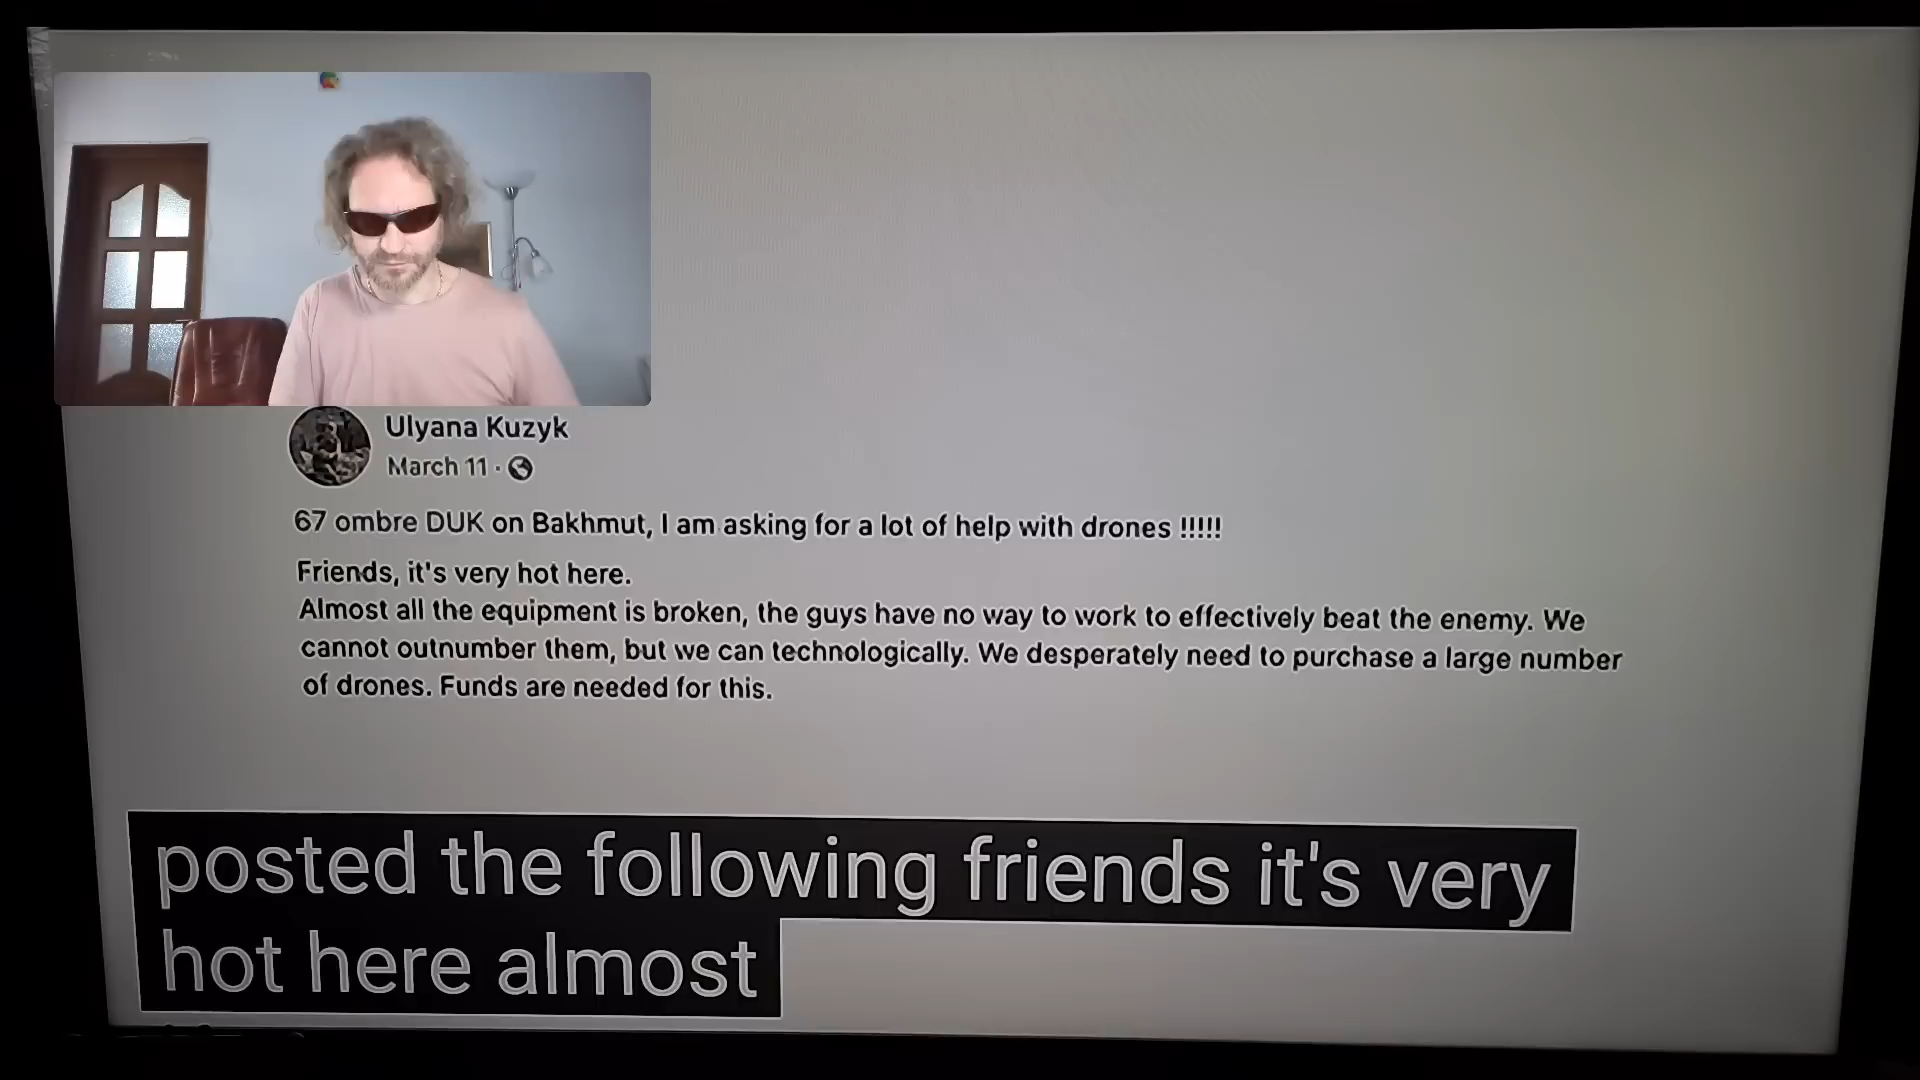 Ulyana Kuzyk
March 11 ·
67 ombre DUK on Bakhmut, I am asking for a lot of help with drones !!!!!
Friends, it's very hot here.
Almost all the equipment is broken, the guys have no way to work to effectively beat the enemy. We
cannot outnumber them, but we can technologically. We desperately need to purchase a large number
of drones. Funds are needed for this.
posted the following friends it's very
hot here almost